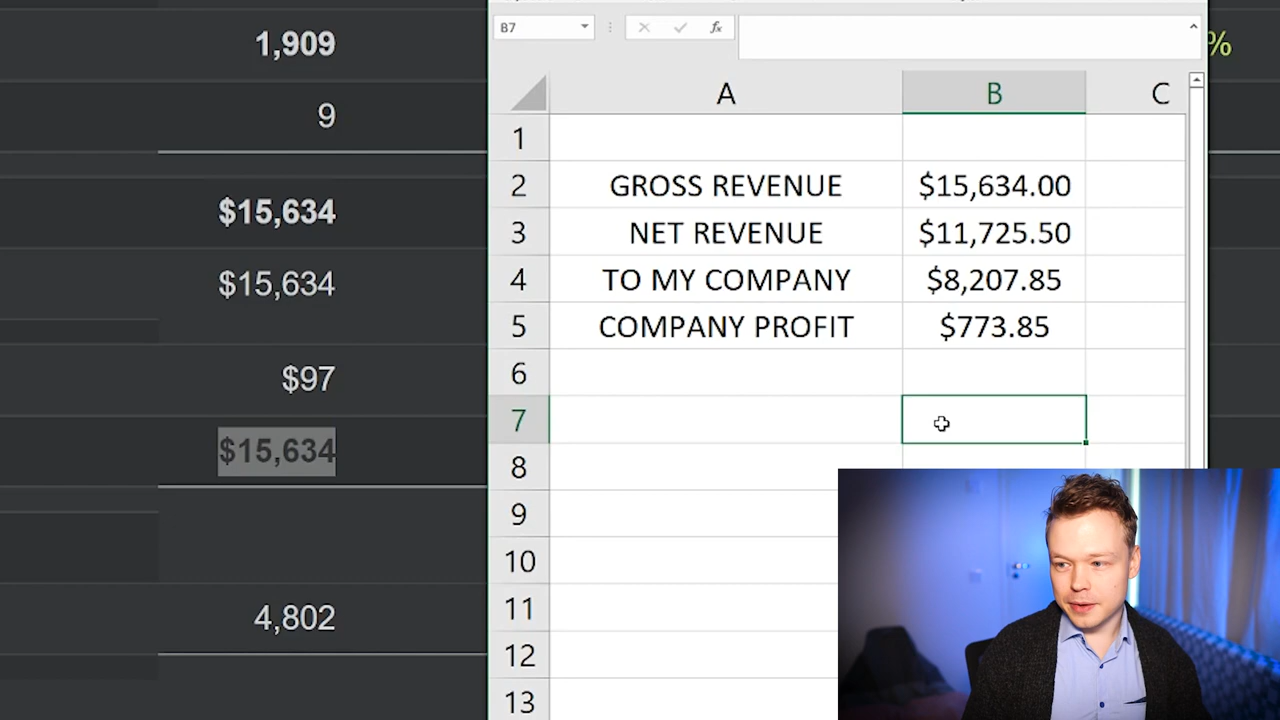 1,909
9
$15,634
$15,634
$97
$15,634
4,802
%
B7
fx
A B C
1
2 GROSS REVENUE $15,634.00
3 NET REVENUE $11,725.50
4 TO MY COMPANY $8,207.85
5 COMPANY PROFIT $773.85
6
7
8
9
10
11
12
13